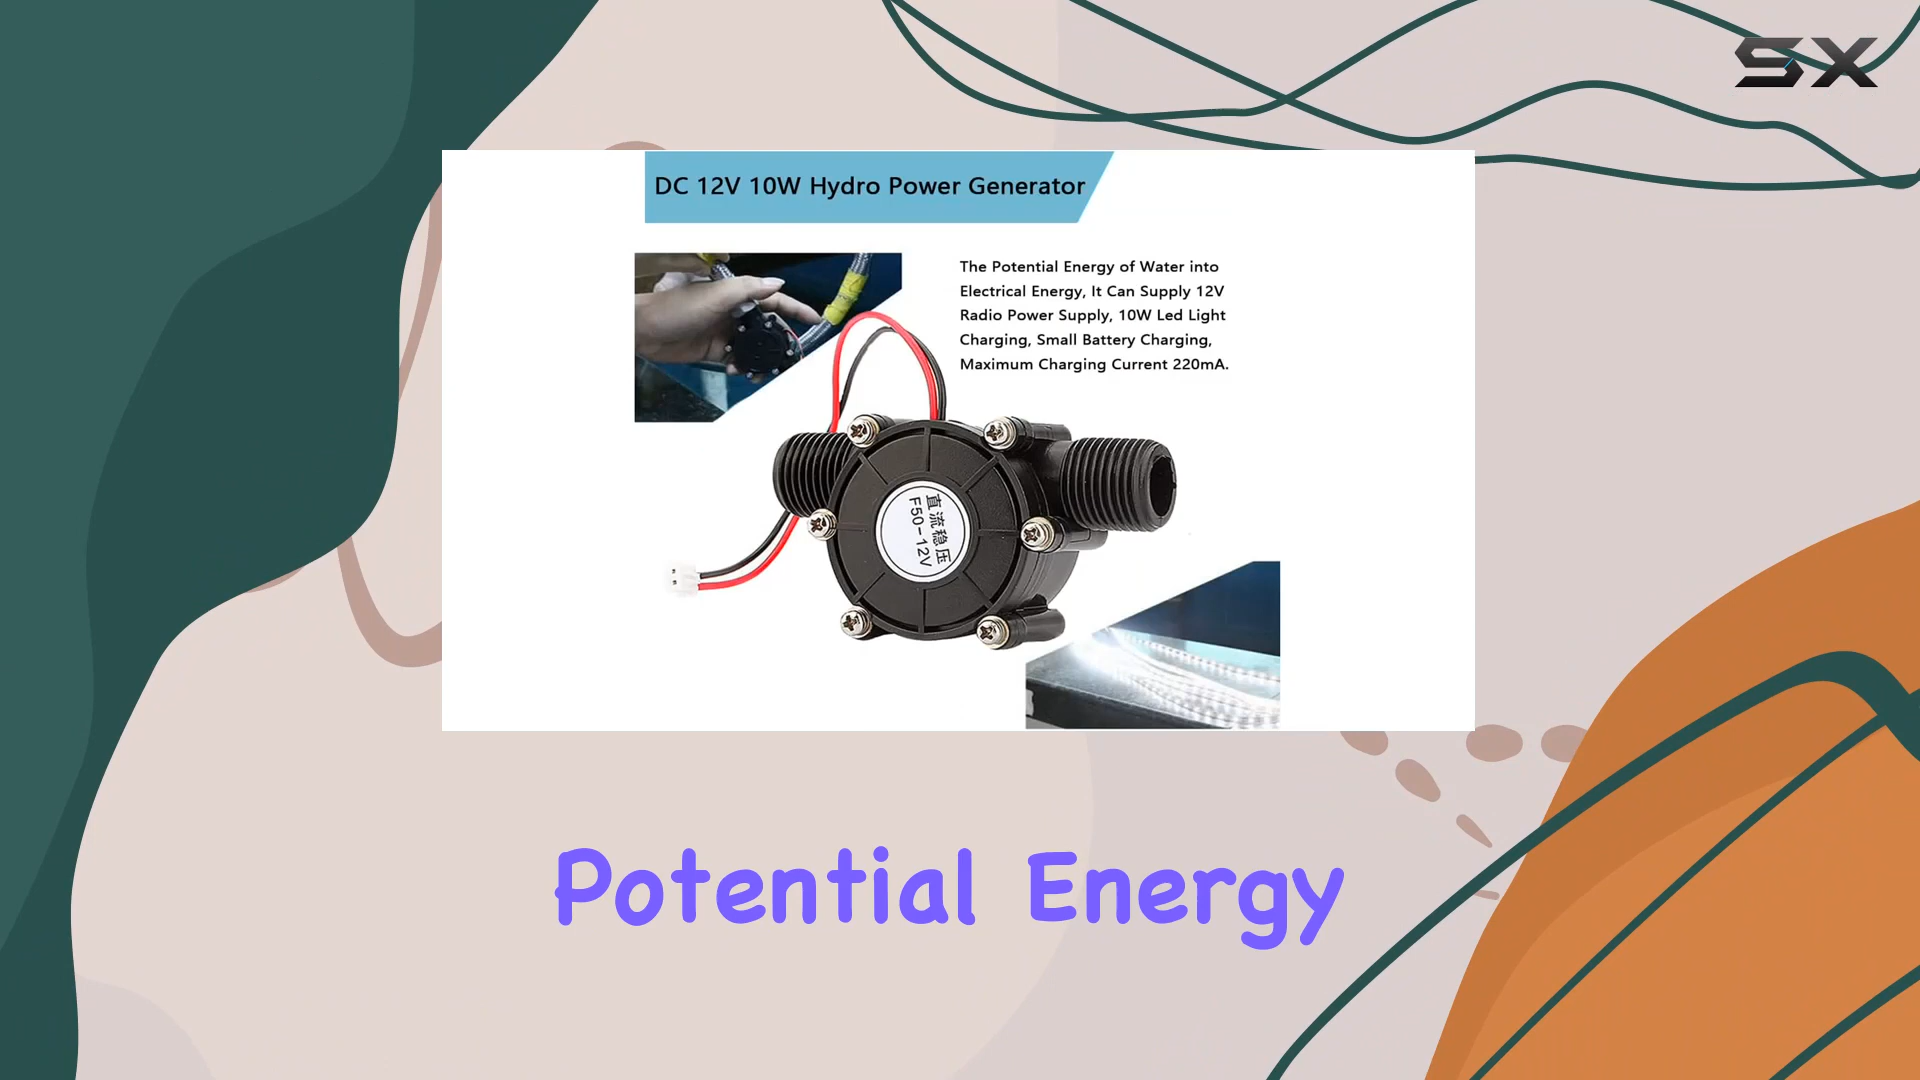 SX
DC 12V 10W Hydro Power Generator
The Potential Energy of Water into
Electrical Energy, It Can Supply 12V
Radio Power Supply, 10W Led Light
Charging, Small Battery Charging,
Maximum Charging Current 220mA.
直流稳压
F50-12V
Potential Energy